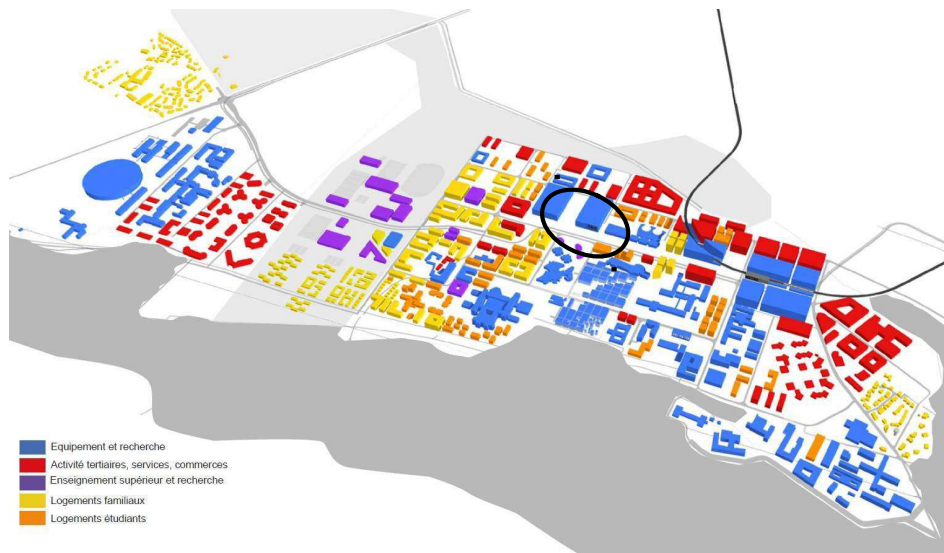 Equipement et recherche
Activité tertiaires, services, commerces
Enseignement supérieur et recherche
Logements familiaux
Logements étudiants